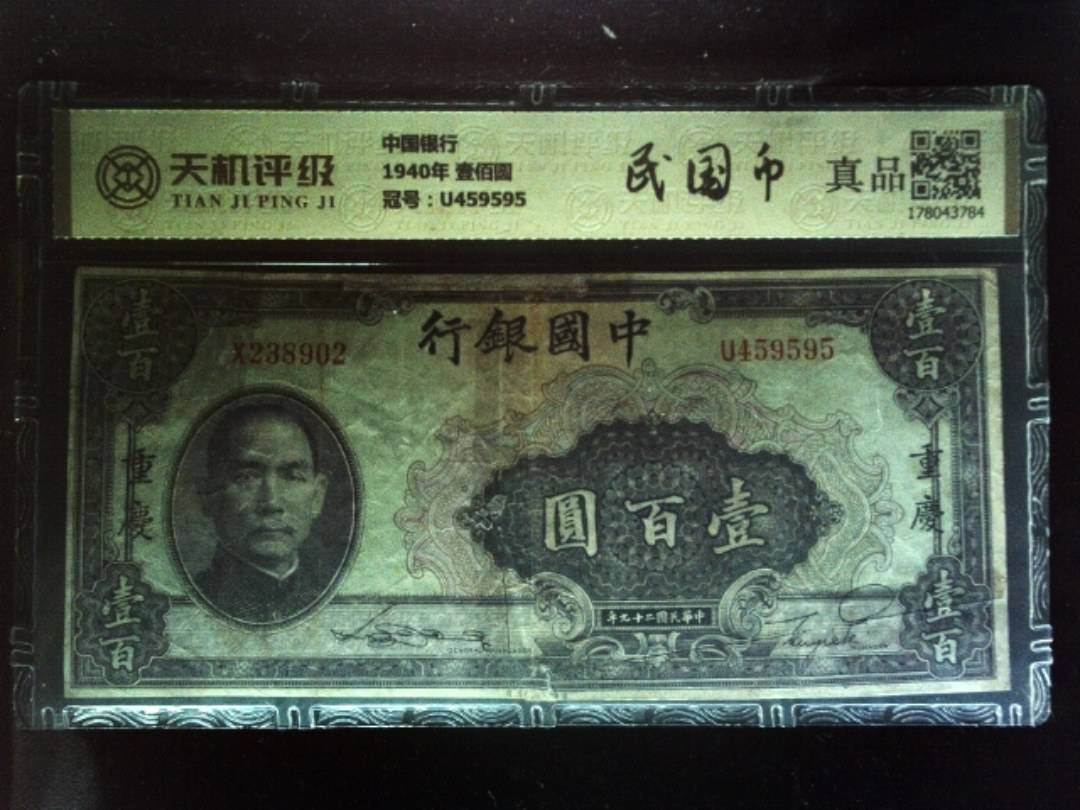 天机评级
TIAN JI PING JI
中国银行
1940年 壹佰圓
冠号：U459595
民国币
真品
178043784
行銀國中
壹百
壹百
X238902
U459595
重慶
重慶
圓百壹
壹百
壹百
年九十二國民華中